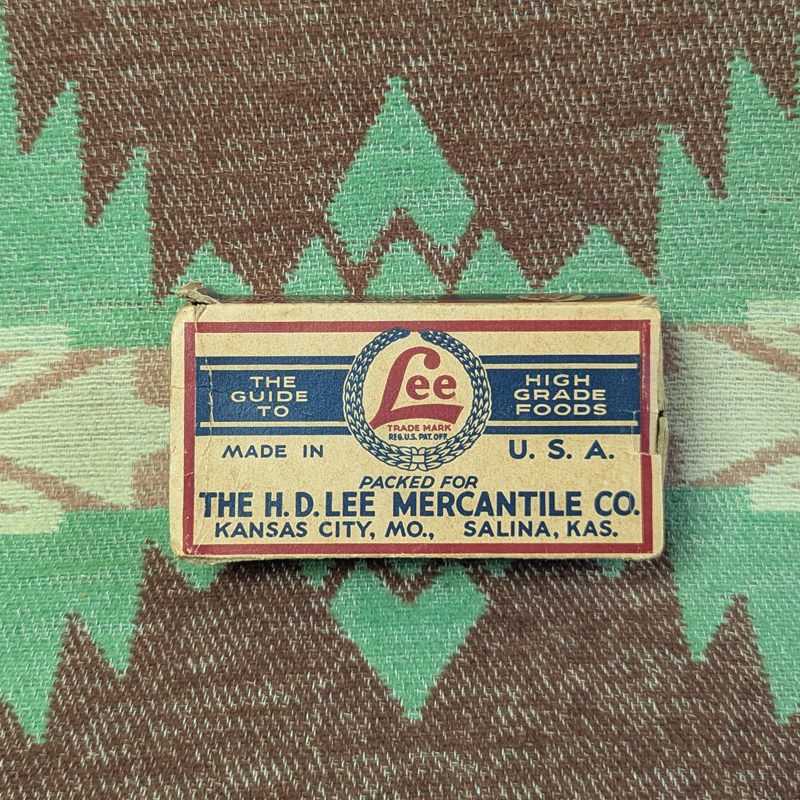 THE
GUIDE
TO
Lee
TRADE MARK
REG.U.S. PAT. OFF.
HIGH
GRADE
FOODS
MADE IN U. S. A.
PACKED FOR
THE H. D. LEE MERCANTILE CO.
KANSAS CITY, MO., SALINA, KAS.